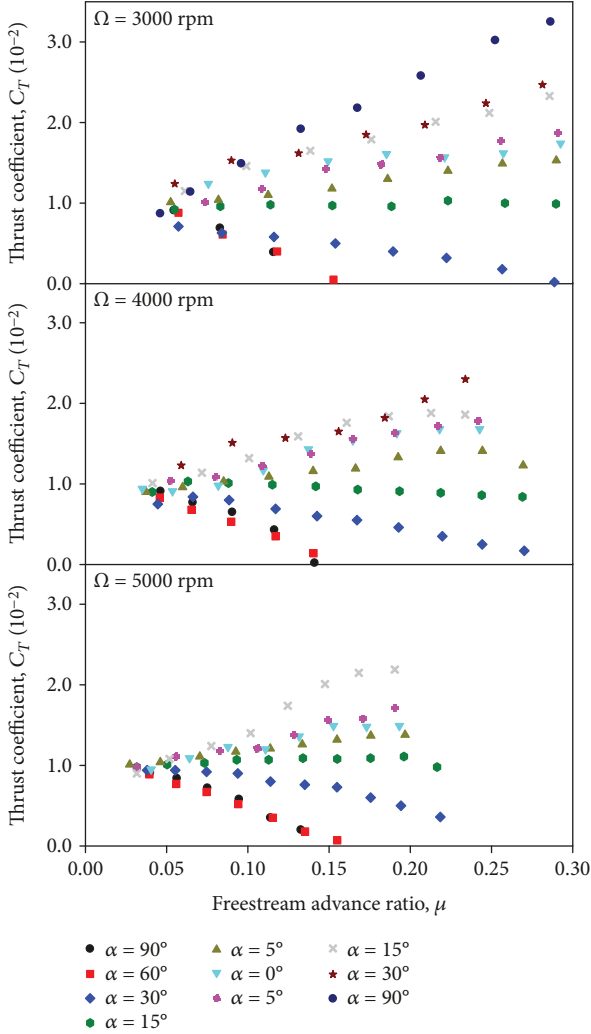 Ω = 3000 rpm
Thrust coefficient, C_T (10⁻²)
3.0
2.0
1.0
0.0
Ω = 4000 rpm
Thrust coefficient, C_T (10⁻²)
3.0
2.0
1.0
0.0
Ω = 5000 rpm
Thrust coefficient, C_T (10⁻²)
3.0
2.0
1.0
0.0
0.00 0.05 0.10 0.15 0.20 0.25 0.30
Freestream advance ratio, μ
α = 90° α = 5° α = 15°
α = 60° α = 0° α = 30°
α = 30° α = 5° α = 90°
α = 15°